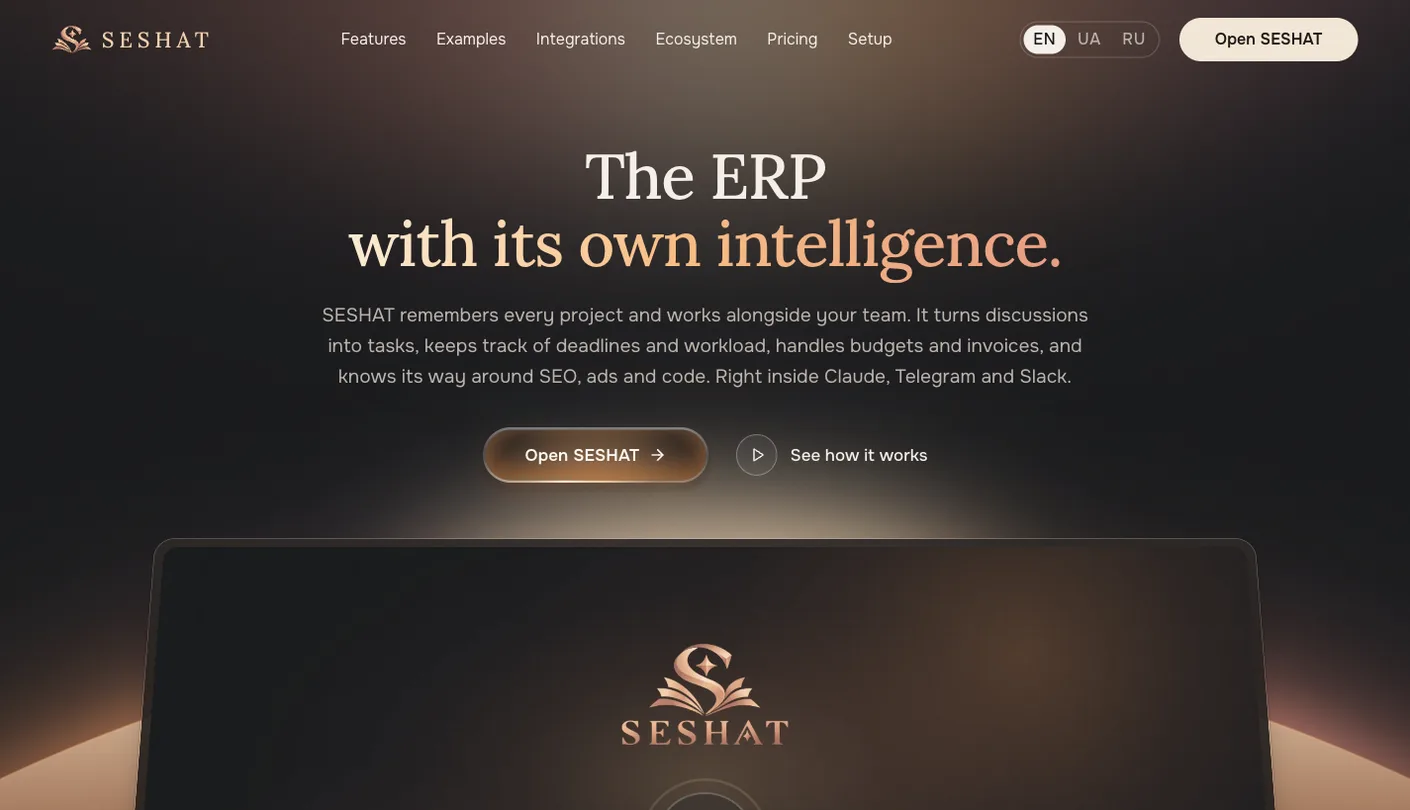 SESHAT
Features
Examples
Integrations
Ecosystem
Pricing
Setup
EN
UA
RU
Open SESHAT
The ERP
with its own intelligence.
SESHAT remembers every project and works alongside your team. It turns discussions
into tasks, keeps track of deadlines and workload, handles budgets and invoices, and
knows its way around SEO, ads and code. Right inside Claude, Telegram and Slack.
Open SESHAT →
See how it works
SESHAT